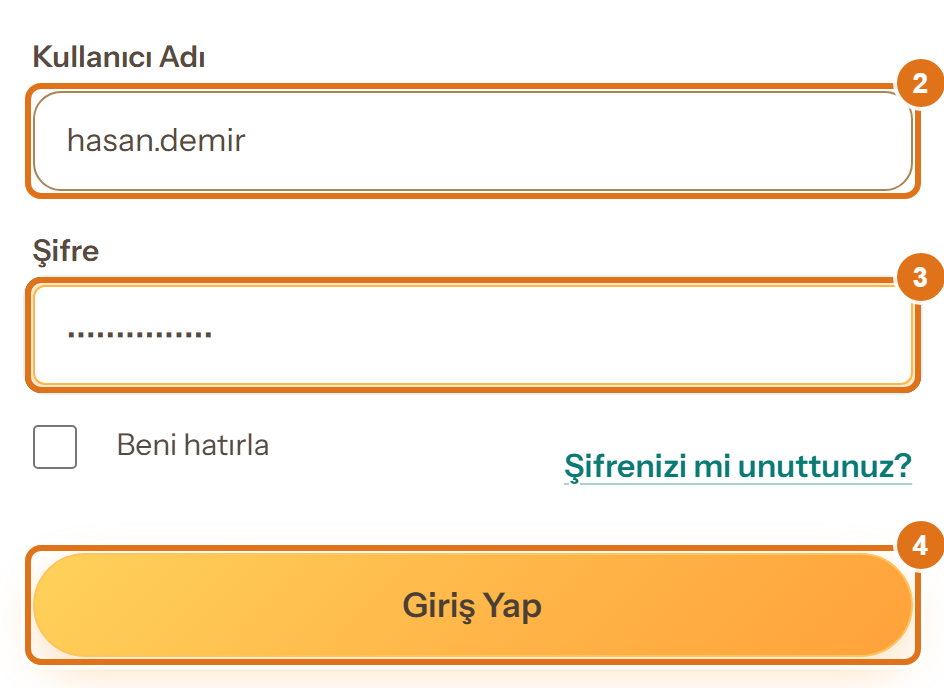 Kullanıcı Adı
2
hasan.demir
Şifre
3
...............
Beni hatırla
Şifrenizi mi unuttunuz?
4
Giriş Yap